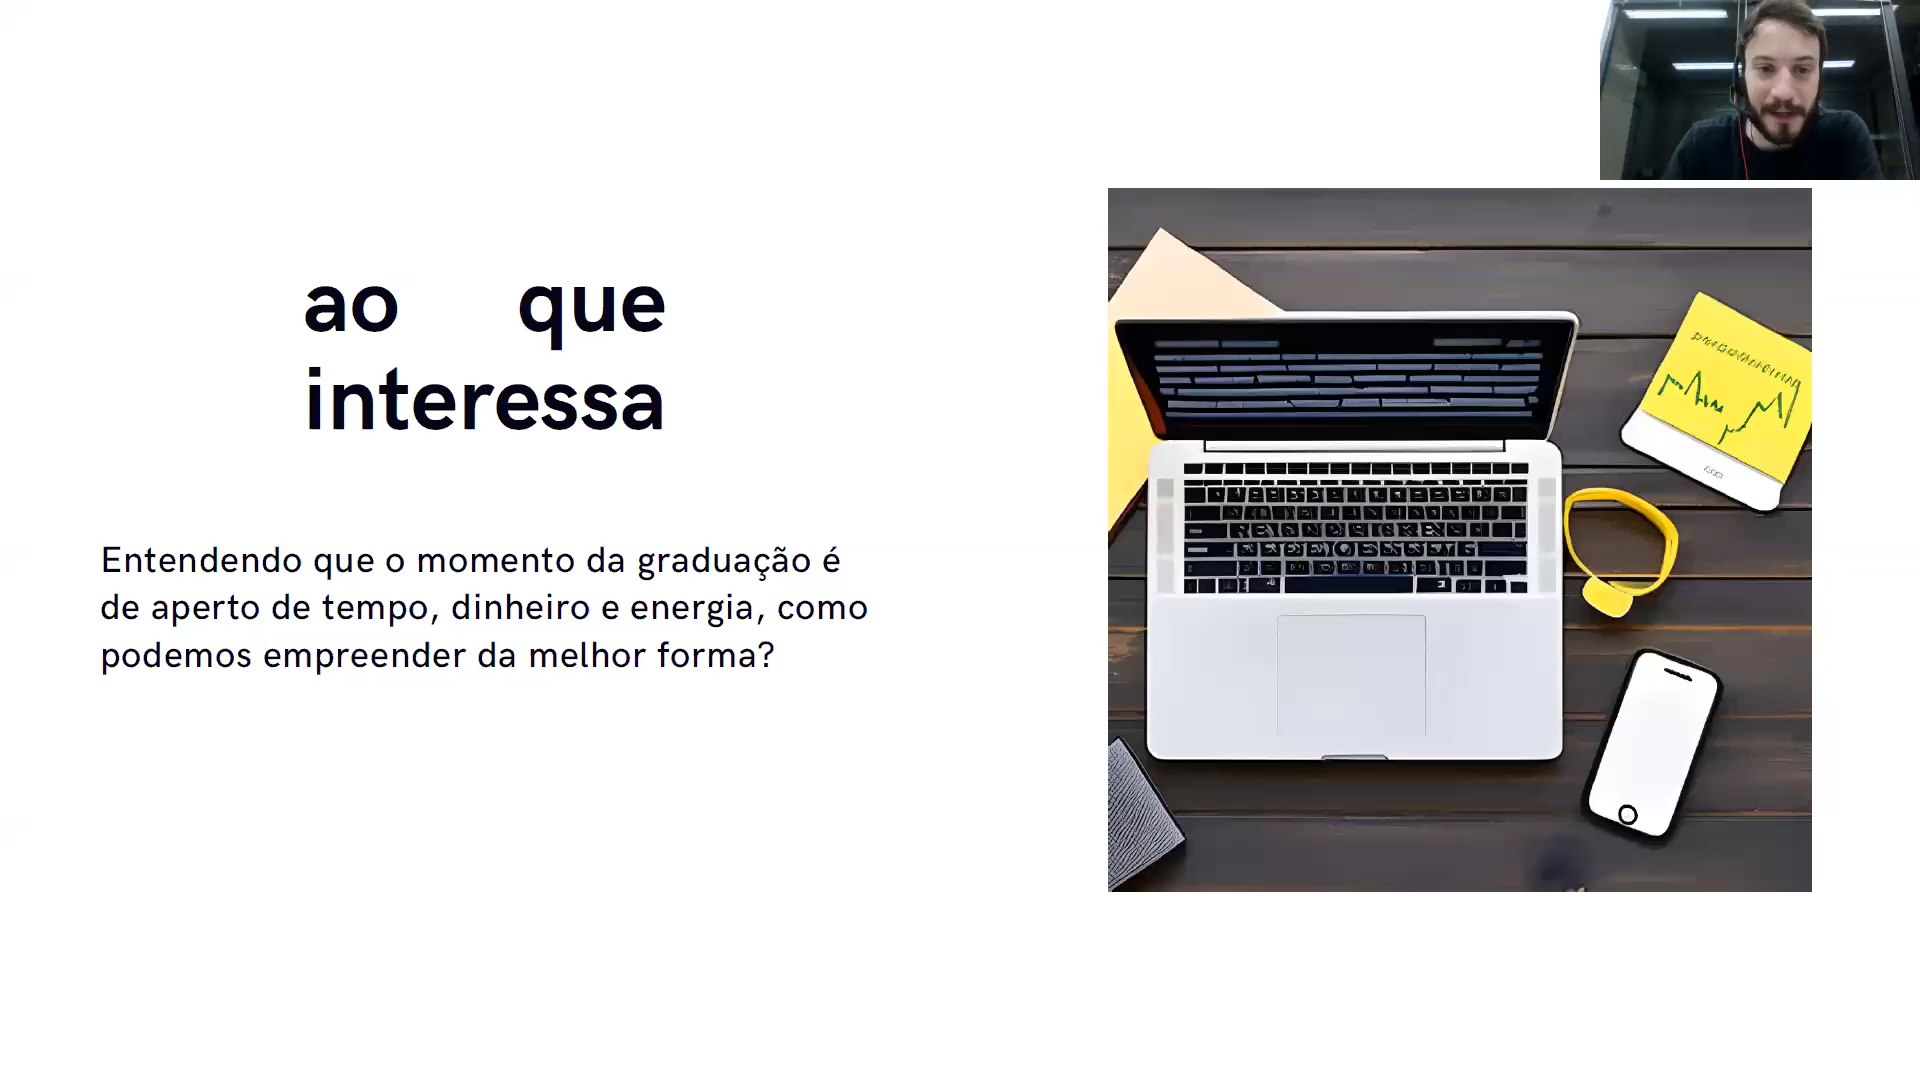 ao que
interessa
Entendendo que o momento da graduação é
de aperto de tempo, dinheiro e energia, como
podemos empreender da melhor forma?